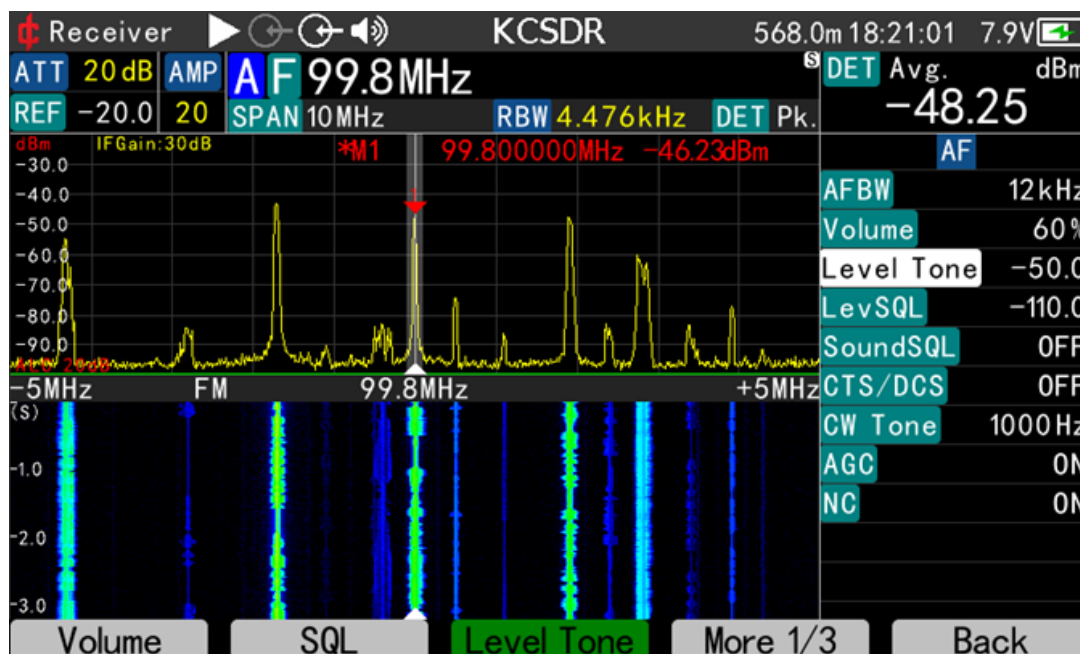 Receiver KCSDR 568.0m 18:21:01 7.9V
ATT 20dB AMP A F 99.8MHz S DET Avg. dBm
REF -20.0 20 SPAN 10MHz RBW 4.476kHz DET Pk. -48.25
dBm IFGain:30dB *M1 99.800000MHz -46.23dBm AF
-30.0
-40.0 AFBW 12kHz
-50.0 Volume 60%
-60.0 Level Tone -50.0
-70.0
-80.0 LevSQL -110.0
-90.0 SoundSQL OFF
-5MHz FM 99.8MHz +5MHz CTS/DCS OFF
(S) CW Tone 1000Hz
-1.0 AGC ON
NC ON
-2.0
-3.0
Volume SQL Level Tone More 1/3 Back